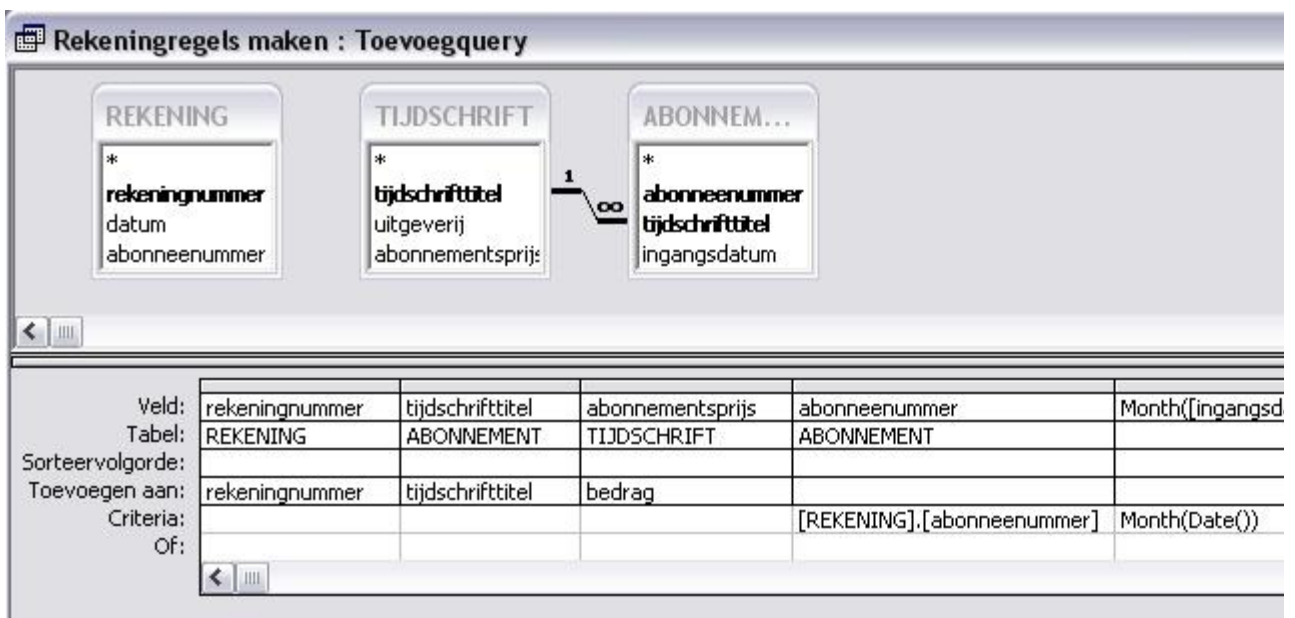 Rekeningregels maken : Toevoegquery
REKENING
*
rekeningnummer
datum
abonneenummer
TIJDSCHRIFT
*
tijdschrifttitel
uitgeverij
abonnementsprijs
1
∞
ABONNEM...
*
abonneenummer
tijdschrifttitel
ingangsdatum
Veld: rekeningnummer tijdschrifttitel abonnementsprijs abonneenummer Month([ingangsd
Tabel: REKENING ABONNEMENT TIJDSCHRIFT ABONNEMENT
Sorteervolgorde:
Toevoegen aan: rekeningnummer tijdschrifttitel bedrag
Criteria: [REKENING].[abonneenummer] Month(Date())
Of: